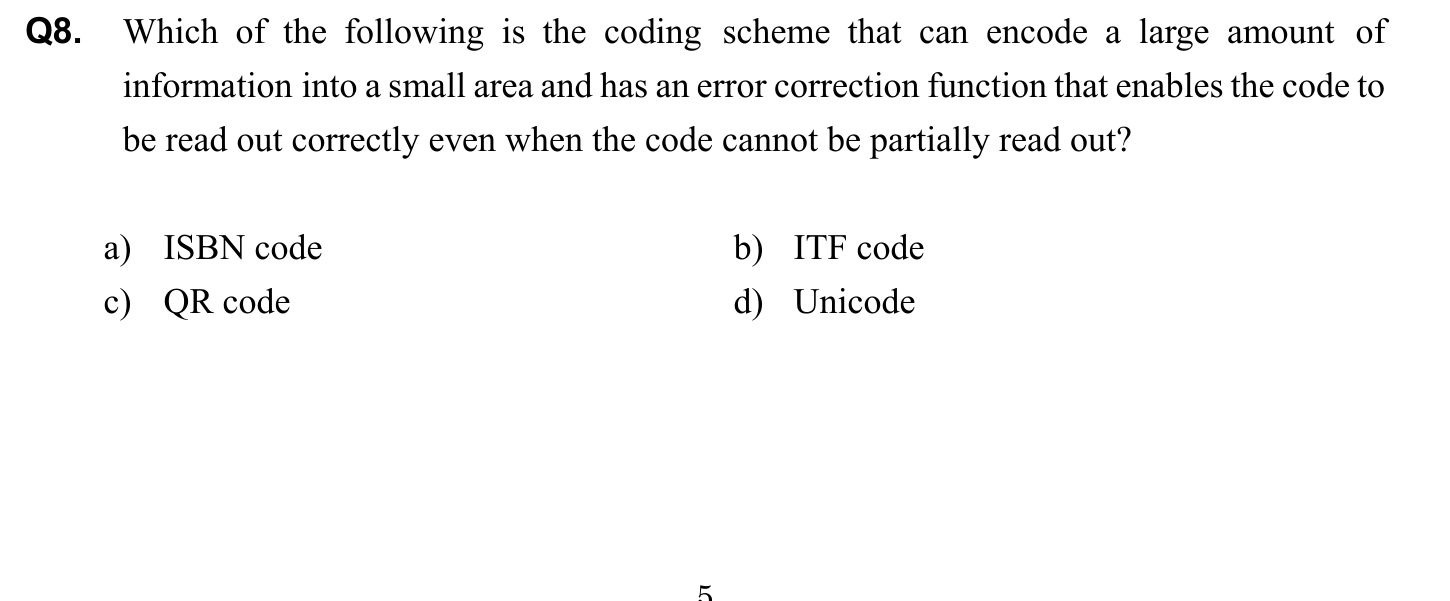 Q8. Which of the following is the coding scheme that can encode a large amount of
information into a small area and has an error correction function that enables the code to
be read out correctly even when the code cannot be partially read out?
a) ISBN code b) ITF code
c) QR code d) Unicode
5